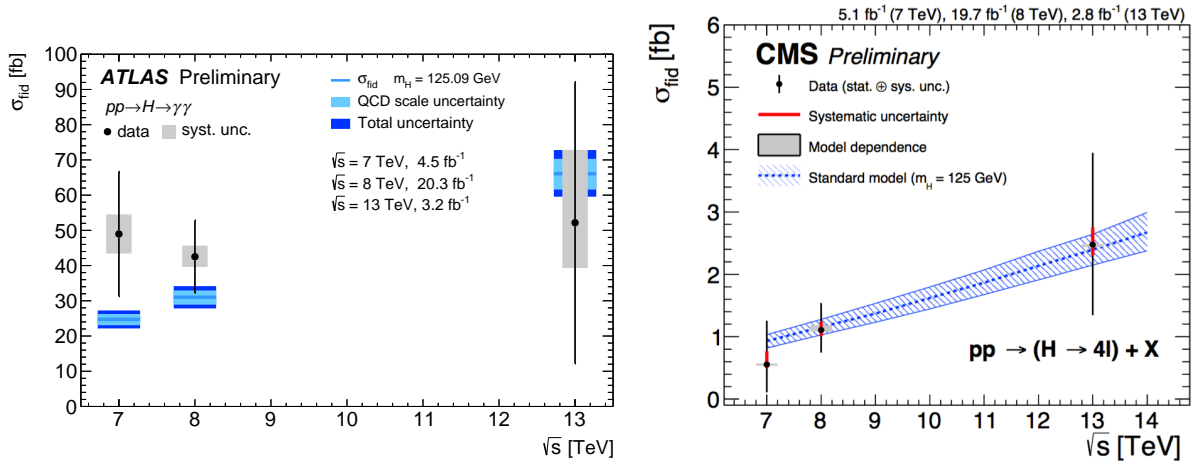 ATLAS Preliminary
pp→H→γγ
data syst. unc.
σfid mH = 125.09 GeV
QCD scale uncertainty
Total uncertainty
√s = 7 TeV, 4.5 fb-1
√s = 8 TeV, 20.3 fb-1
√s = 13 TeV, 3.2 fb-1
σfid [fb]
100
90
80
70
60
50
40
30
20
10
0
7 8 9 10 11 12 13
√s [TeV]
5.1 fb-1 (7 TeV), 19.7 fb-1 (8 TeV), 2.8 fb-1 (13 TeV)
CMS Preliminary
Data (stat. ⊕ sys. unc.)
Systematic uncertainty
Model dependence
Standard model (mH = 125 GeV)
pp → (H → 4l) + X
σfid [fb]
6
5
4
3
2
1
0
7 8 9 10 11 12 13 14
√s [TeV]